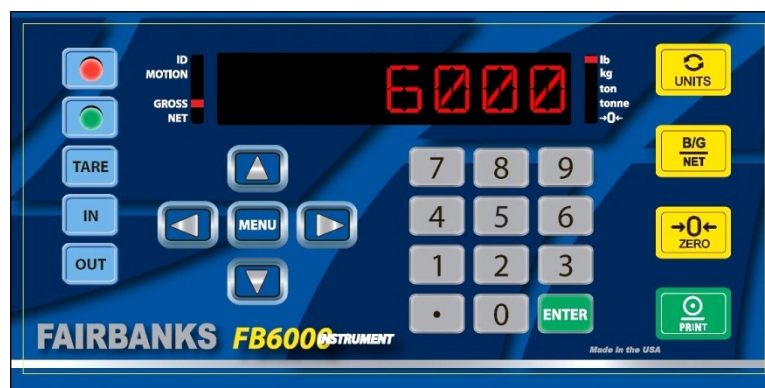 ID
MOTION
GROSS
NET
6000
lb
kg
ton
tonne
→0←
UNITS
B/G
NET
→0←
ZERO
PRINT
TARE
IN
OUT
MENU
7 8 9
4 5 6
1 2 3
• 0 ENTER
FAIRBANKS FB6000 INSTRUMENT
Made in the USA